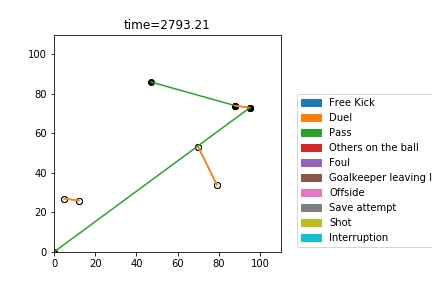 time=2793.21
100
80
60
40
20
0
0 20 40 60 80 100
Free Kick
Duel
Pass
Others on the ball
Foul
Goalkeeper leaving l
Offside
Save attempt
Shot
Interruption